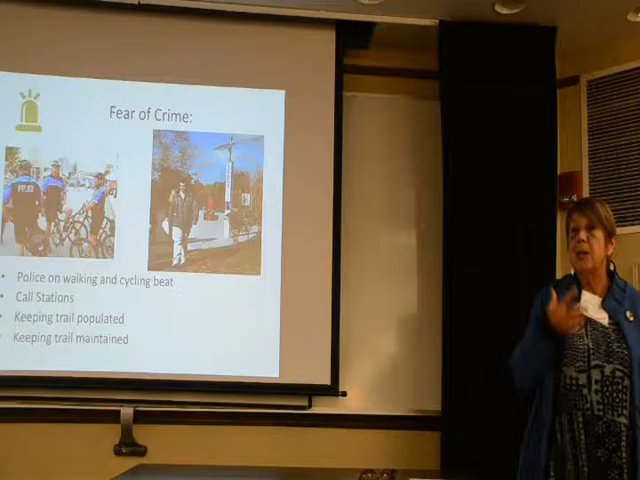 Fear of Crime:
POLICE
• Police on walking and cycling beat
• Call Stations
• Keeping trail populated
• Keeping trail maintained